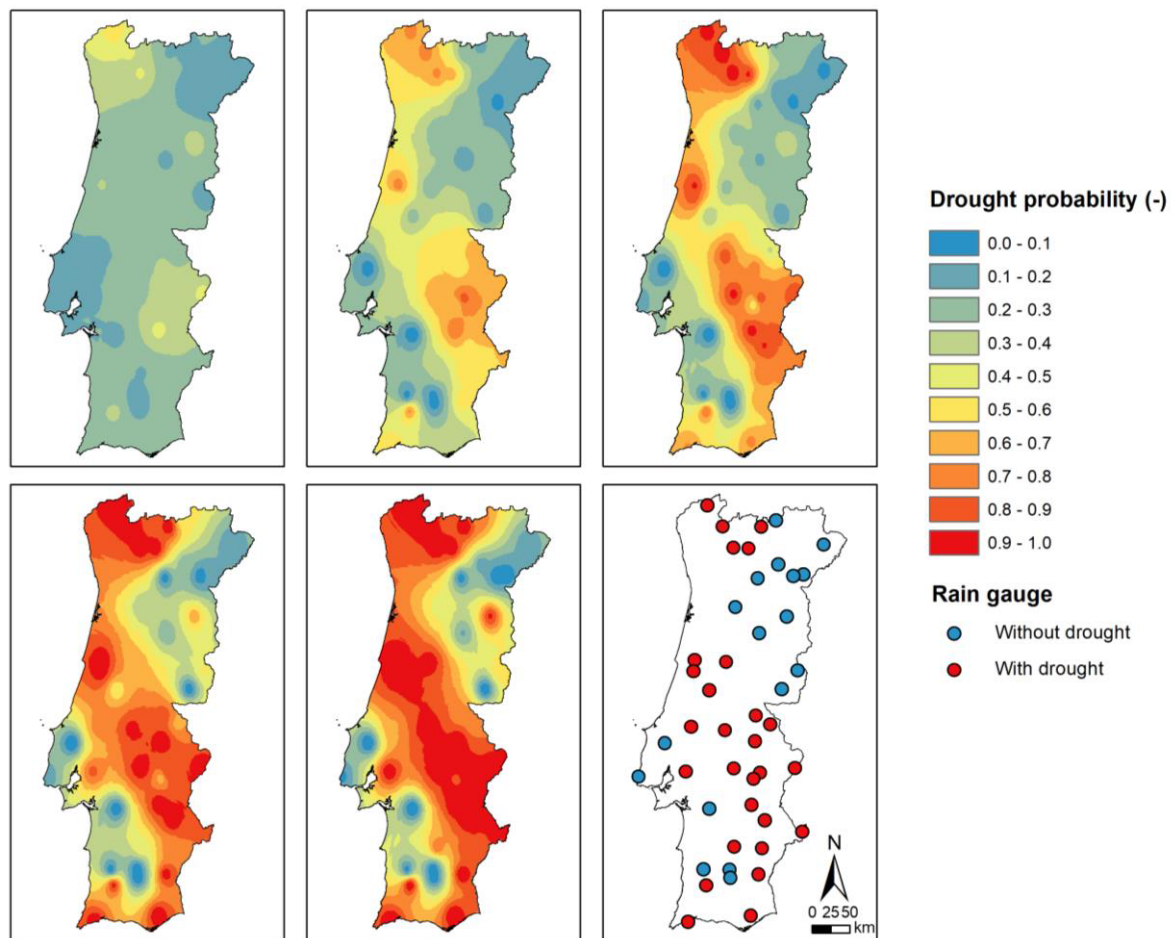 Drought probability (-)
0.0 - 0.1
0.1 - 0.2
0.2 - 0.3
0.3 - 0.4
0.4 - 0.5
0.5 - 0.6
0.6 - 0.7
0.7 - 0.8
0.8 - 0.9
0.9 - 1.0
Rain gauge
Without drought
With drought
N
0 25 50
km